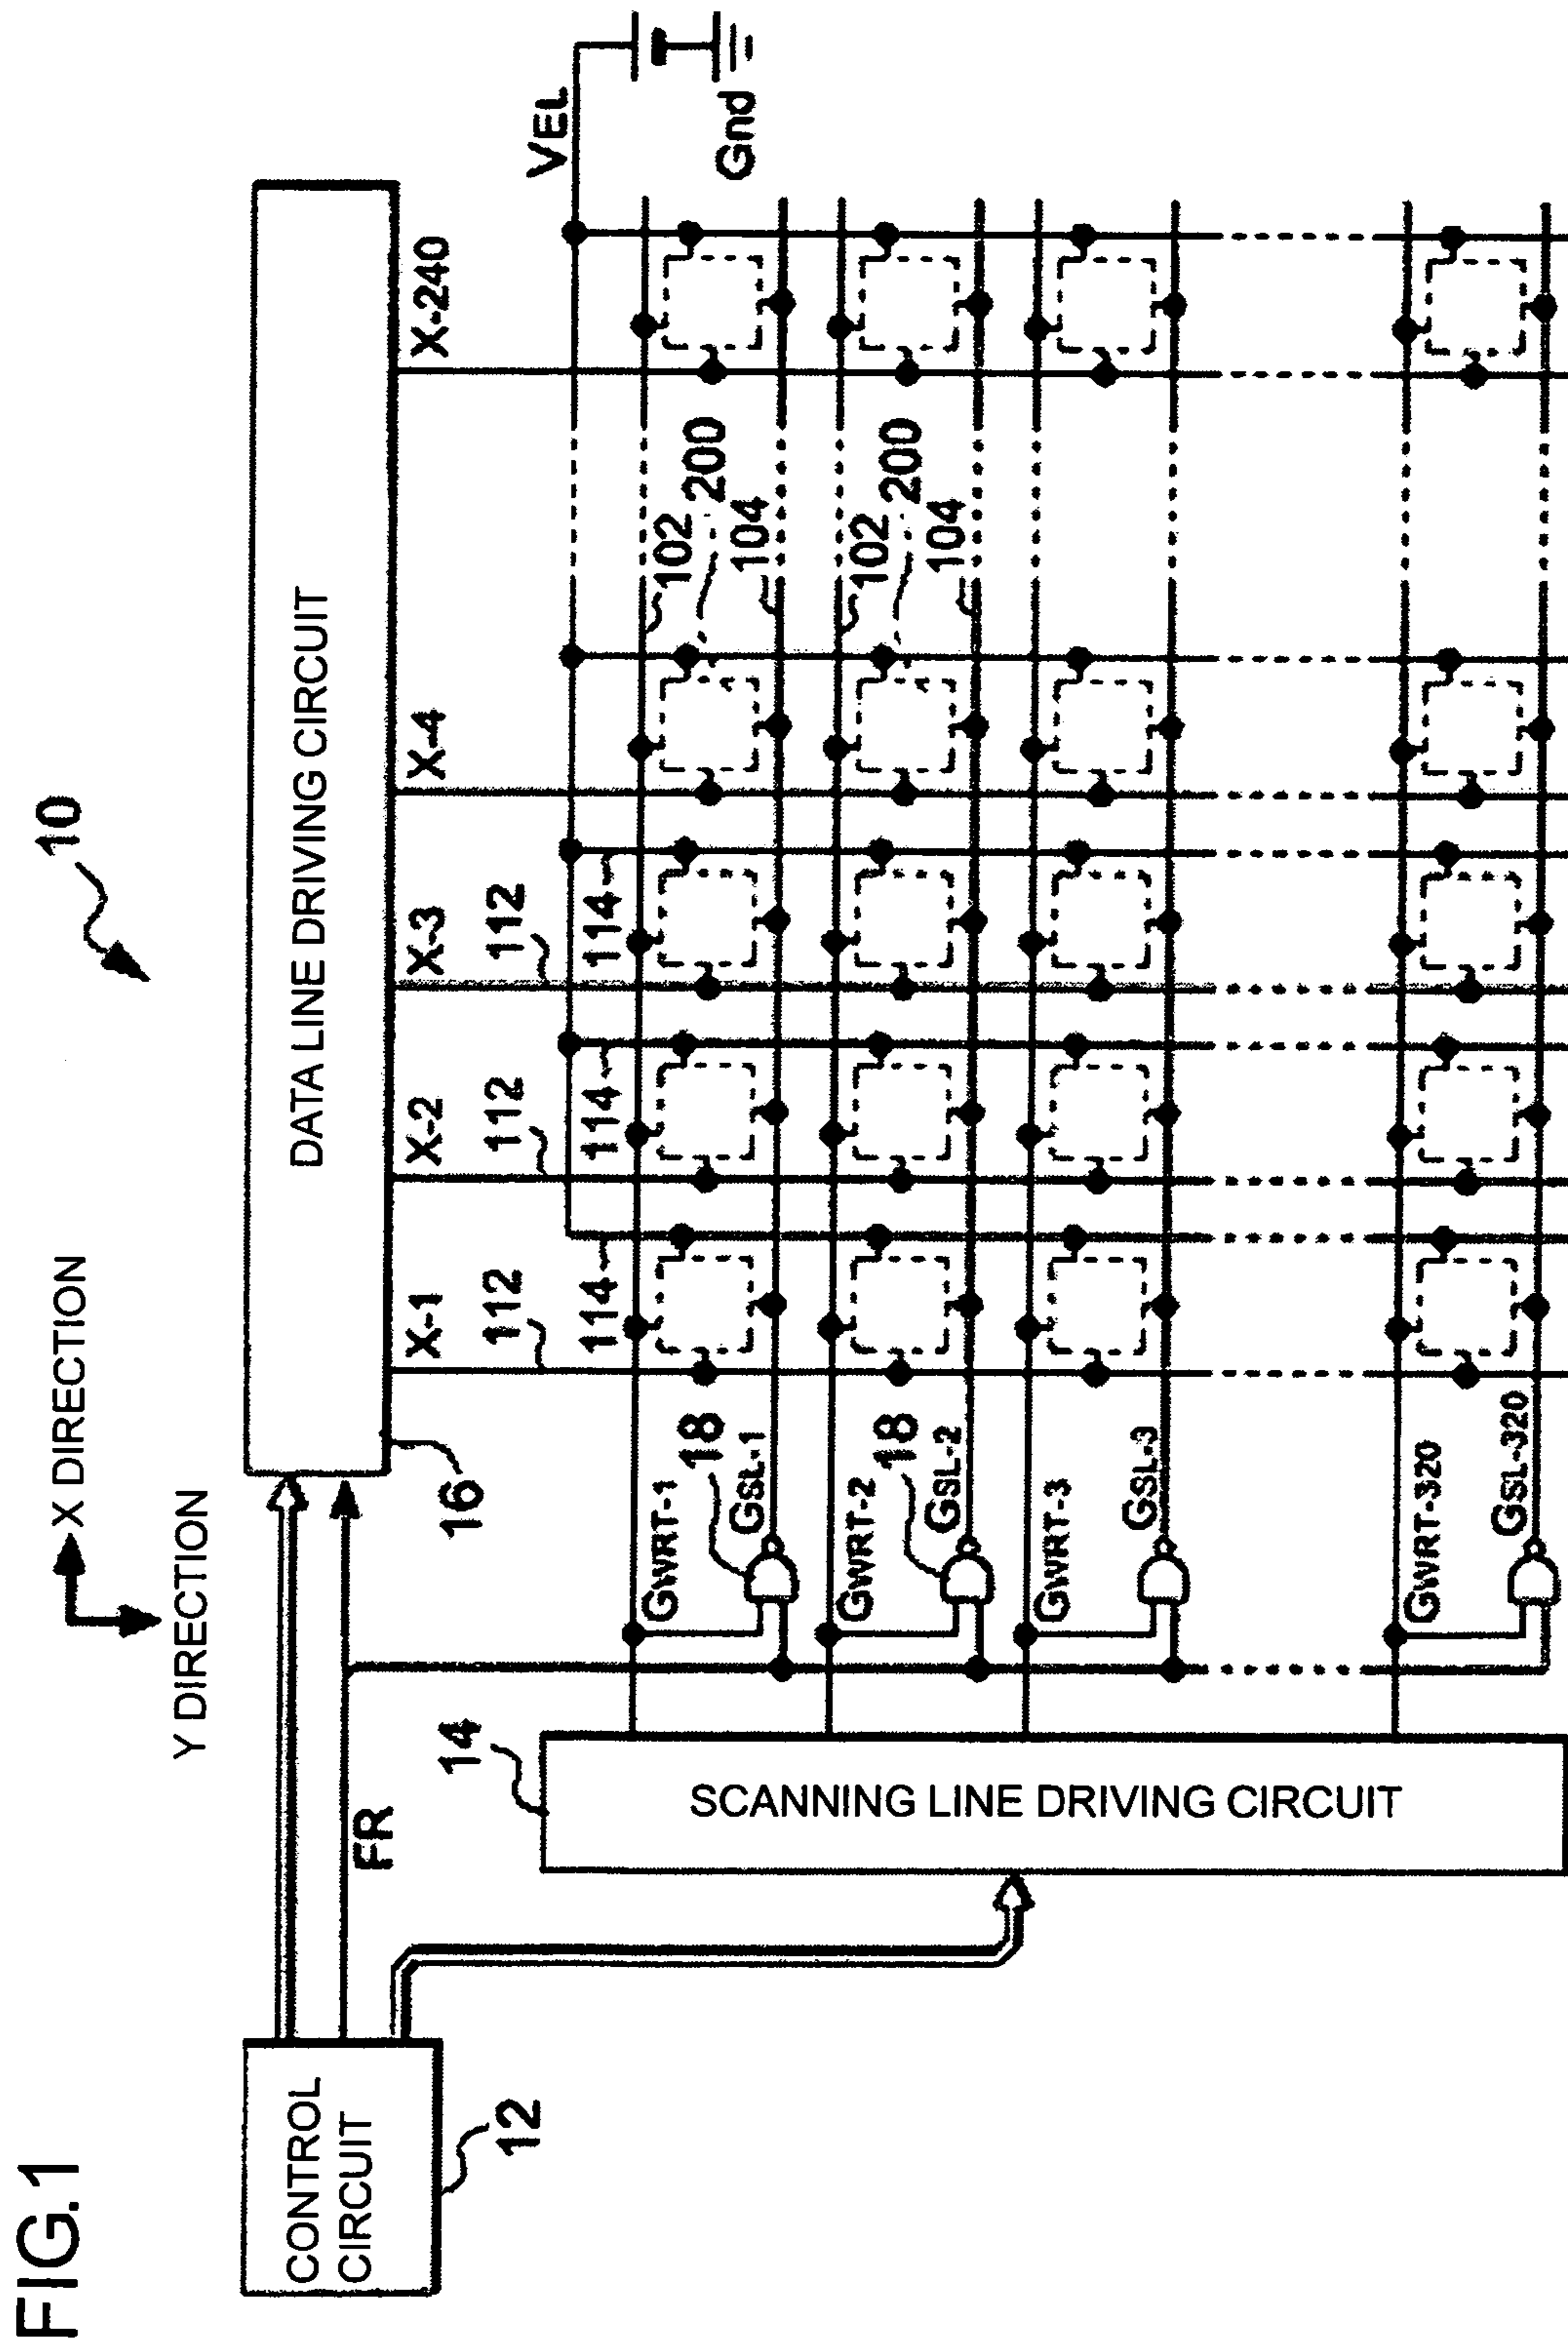 FIG.1
10
X DIRECTION
Y DIRECTION
CONTROL
CIRCUIT
12
FR
DATA LINE DRIVING CIRCUIT
16
X-1
X-2
X-3
X-4
X-240
112
112
112
VEL
114
114
114
Gnd
14
SCANNING LINE DRIVING CIRCUIT
GWRT-1
102
18
200
GSL-1
104
GWRT-2
102
18
200
GSL-2
104
GWRT-3
GSL-3
GWRT-320
GSL-320